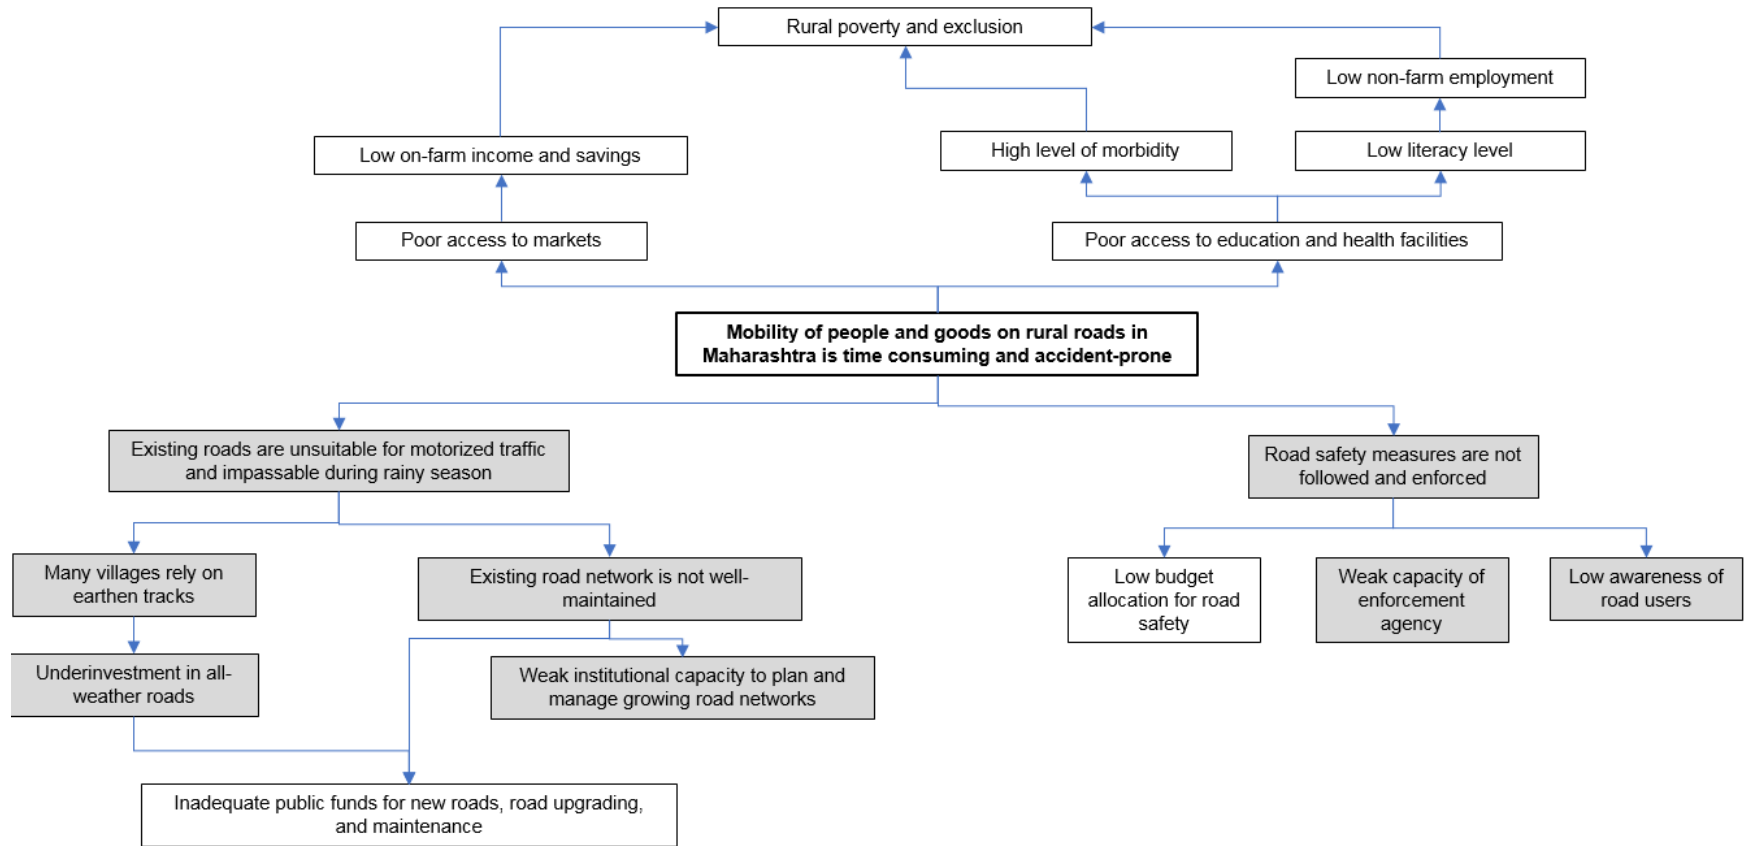 Rural poverty and exclusion
Low non-farm employment
Low on-farm income and savings
High level of morbidity
Low literacy level
Poor access to markets
Poor access to education and health facilities
Mobility of people and goods on rural roads in
Maharashtra is time consuming and accident-prone
Existing roads are unsuitable for motorized traffic
and impassable during rainy season
Road safety measures are not
followed and enforced
Many villages rely on
earthen tracks
Existing road network is not well-
maintained
Low budget
allocation for road
safety
Weak capacity of
enforcement
agency
Low awareness of
road users
Underinvestment in all-
weather roads
Weak institutional capacity to plan and
manage growing road networks
Inadequate public funds for new roads, road upgrading,
and maintenance